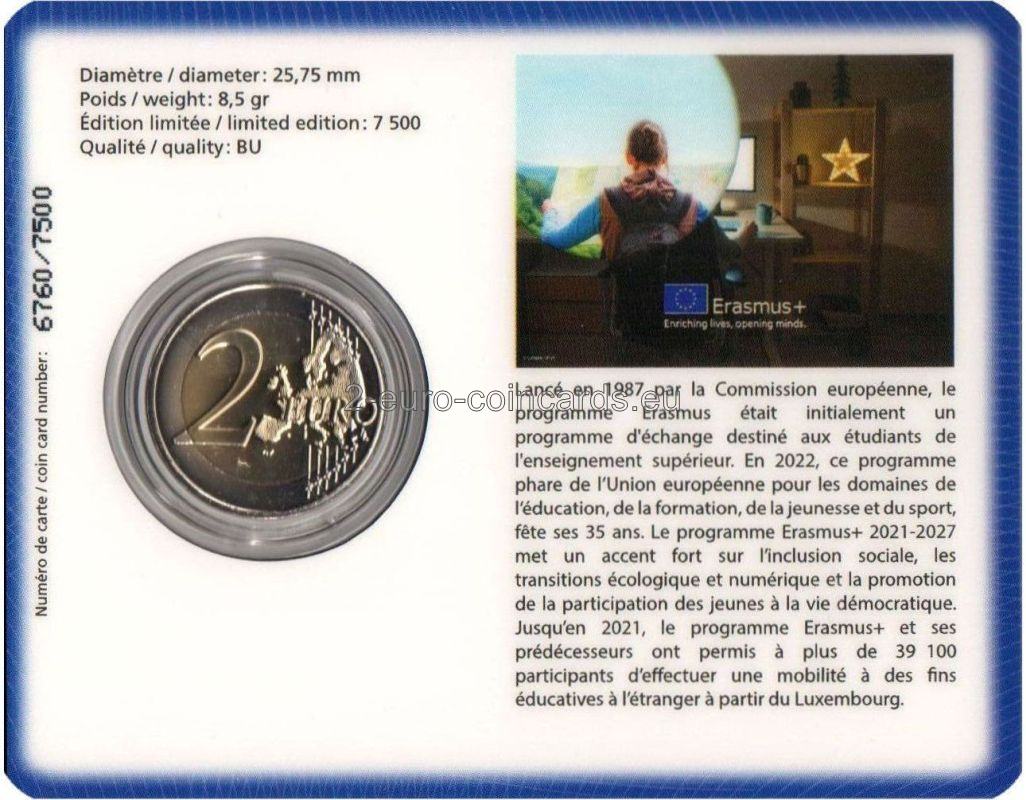 Diamètre / diameter: 25,75 mm
Poids / weight: 8,5 gr
Édition limitée / limited edition: 7 500
Qualité / quality: BU
Numéro de carte / coin card number: 6760/7500
2
EURO
Erasmus+
Enriching lives, opening minds.
2-euro-coincards.eu
Lancé en 1987 par la Commission européenne, le
programme Erasmus était initialement un
programme d'échange destiné aux étudiants de
l'enseignement supérieur. En 2022, ce programme
phare de l'Union européenne pour les domaines de
l'éducation, de la formation, de la jeunesse et du sport,
fête ses 35 ans. Le programme Erasmus+ 2021-2027
met un accent fort sur l'inclusion sociale, les
transitions écologique et numérique et la promotion
de la participation des jeunes à la vie démocratique.
Jusqu'en 2021, le programme Erasmus+ et ses
prédécesseurs ont permis à plus de 39 100
participants d'effectuer une mobilité à des fins
éducatives à l'étranger à partir du Luxembourg.